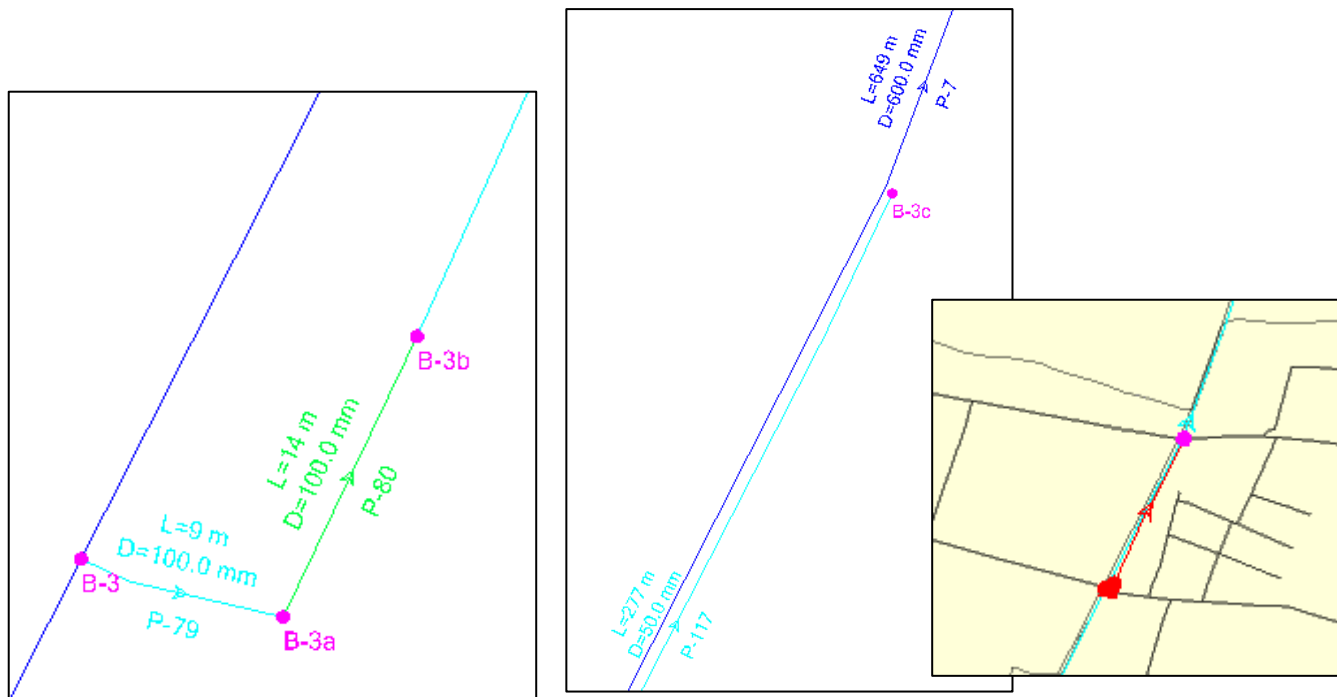 L=14 m
D=100.0 mm
P-80
B-3b
L=9 m
D=100.0 mm
B-3
P-79
B-3a
L=649 m
D=600.0 mm
P-7
B-3c
L=277 m
D=50.0 mm
P-117